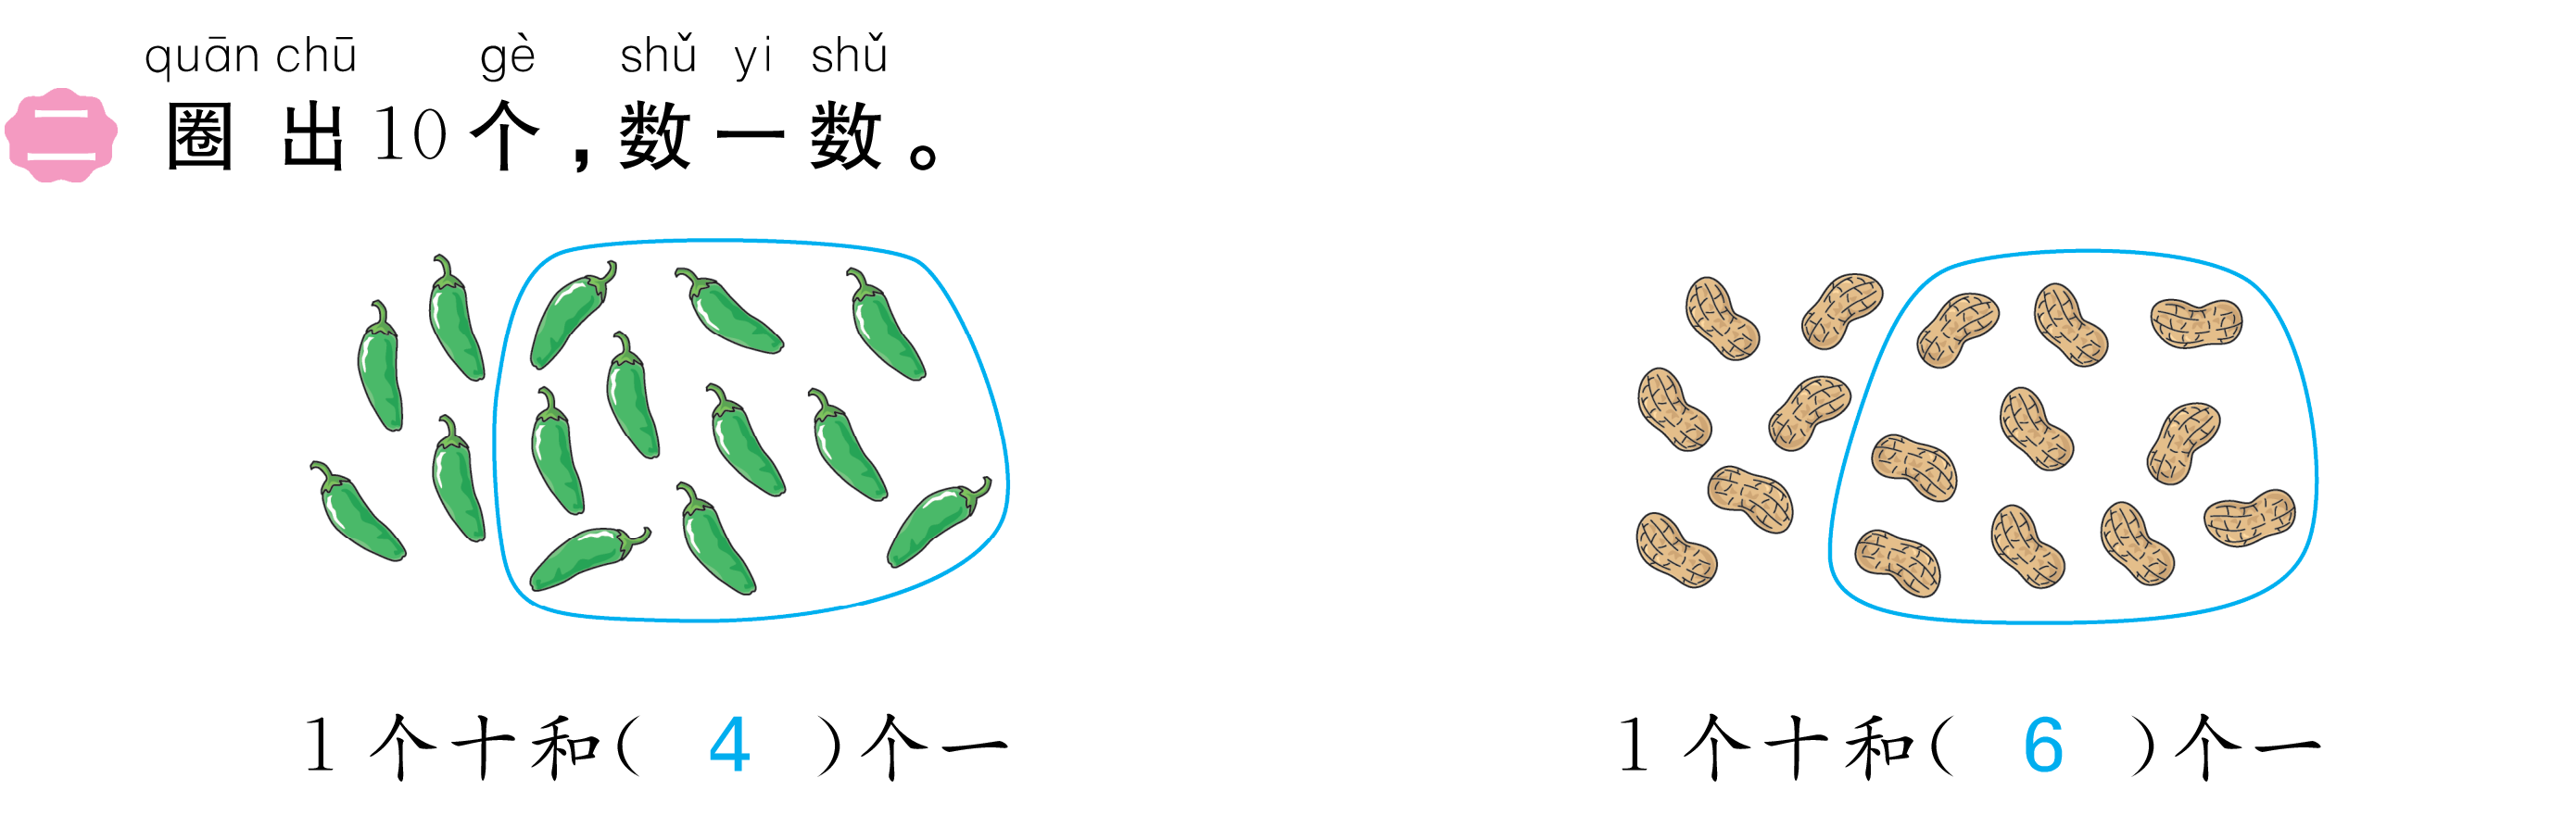 quān chū gè shǔ yi shǔ
二 圈出10个,数一数。
1个十和( 4 )个一
1个十和( 6 )个一